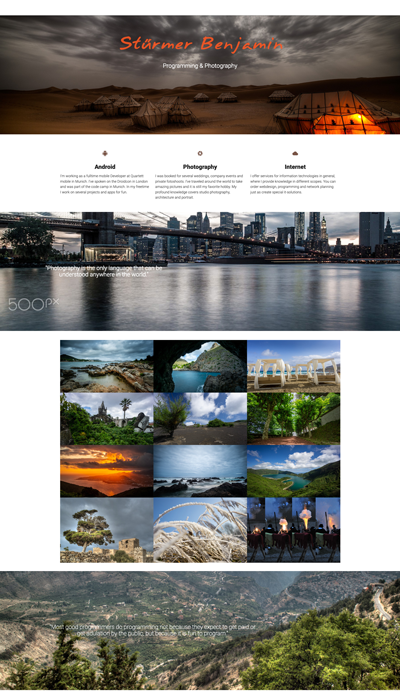 Stürmer Benjamin
Programming & Photography
Android
I'm working as a fulltime mobile Developer at Quartett
mobile in Munich. I've spoken on the Droidcon in London
and was part of the code camp in Munich. In my freetime
I work on several projects and apps for fun.
Photography
I was booked for several weddings, company events and
private fotoshoots. I've traveled around the world to take
amazing pictures and it is still my favorite hobby. My
profound knowledge covers studio photography,
architecture and portrait.
Internet
I offer services for information technologies in general,
where I provide knowledge in different scopes. You can
order webdesign, programming and network planning,
just as create special it-solutions.
"Photography is the only language that can be
understood anywhere in the world."
500px
"Most good programmers do programming not because they expect to get paid or
get adulation by the public, but because it is fun to program."